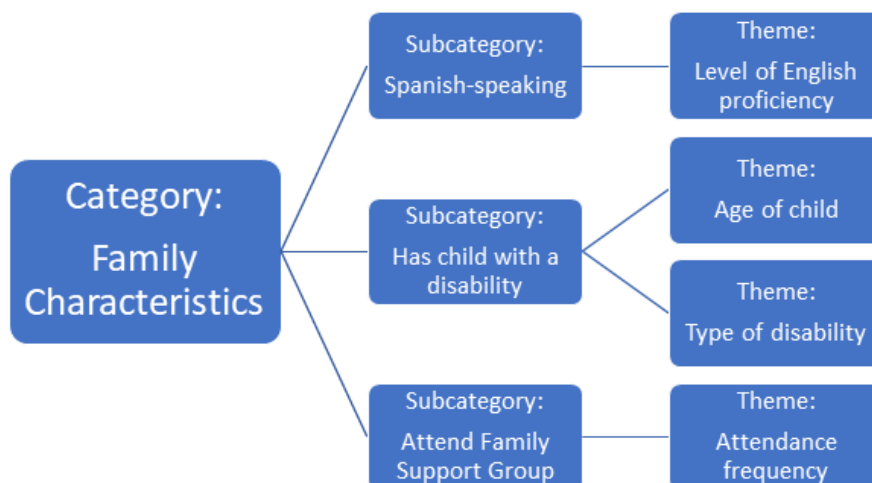 Category:
Family
Characteristics
Subcategory:
Spanish-speaking
Theme:
Level of English
proficiency
Subcategory:
Has child with a
disability
Theme:
Age of child
Theme:
Type of disability
Subcategory:
Attend Family
Support Group
Theme:
Attendance
frequency